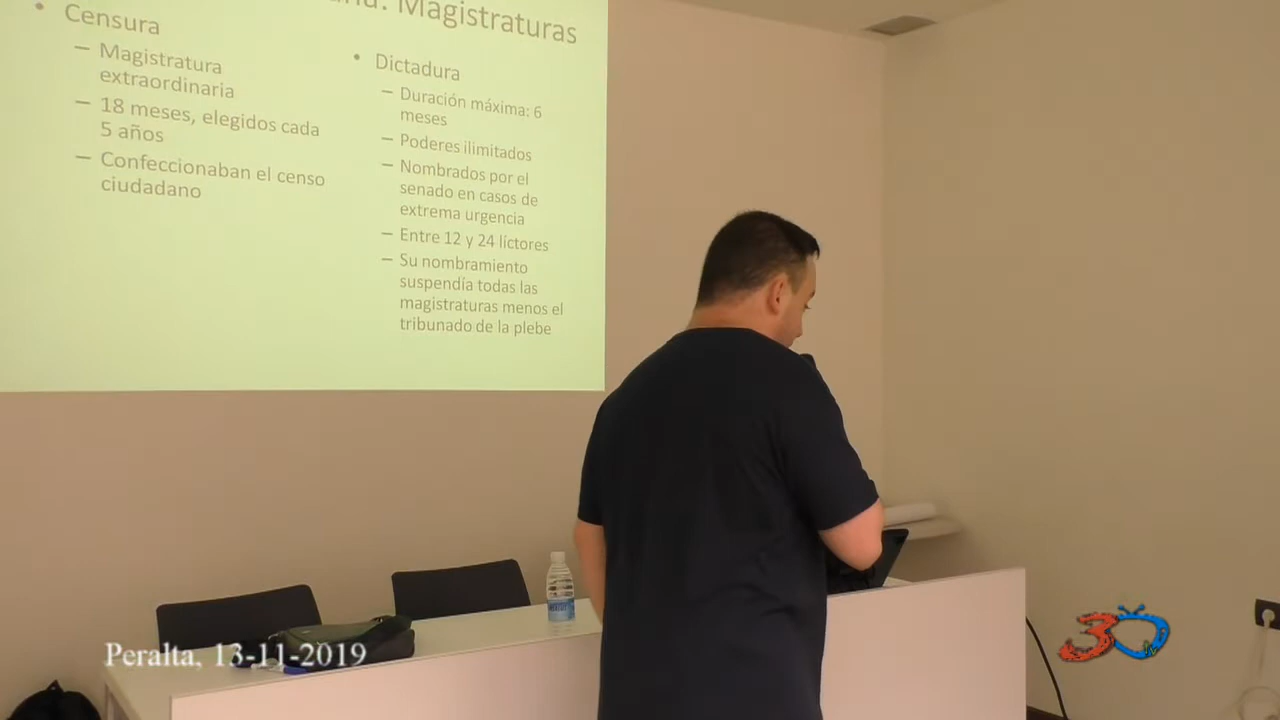 Magistraturas
• Censura
– Magistratura
extraordinaria
– 18 meses, elegidos cada
5 años
– Confeccionaban el censo
ciudadano
• Dictadura
– Duración máxima: 6
meses
– Poderes ilimitados
– Nombrados por el
senado en casos de
extrema urgencia
– Entre 12 y 24 lictores
– Su nombramiento
suspendía todas las
magistraturas menos el
tribunado de la plebe
Peralta, 13-11-2019
3